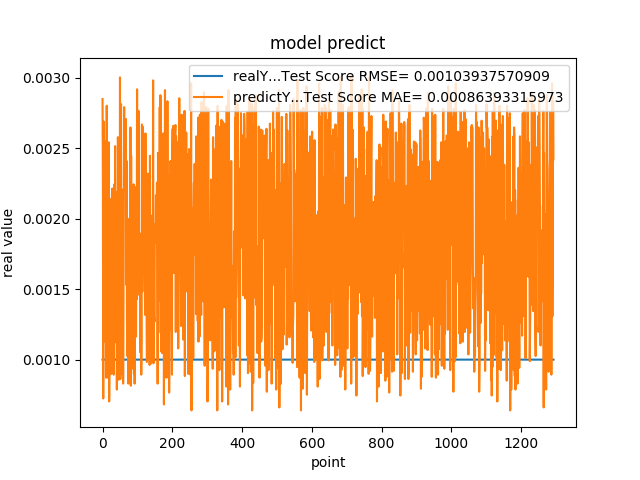 model predict
realY...Test Score RMSE= 0.00103937570909
predictY...Test Score MAE= 0.00086393315973
0.0030
0.0025
0.0020
0.0015
0.0010
real value
0
200
400
600
800
1000
1200
point